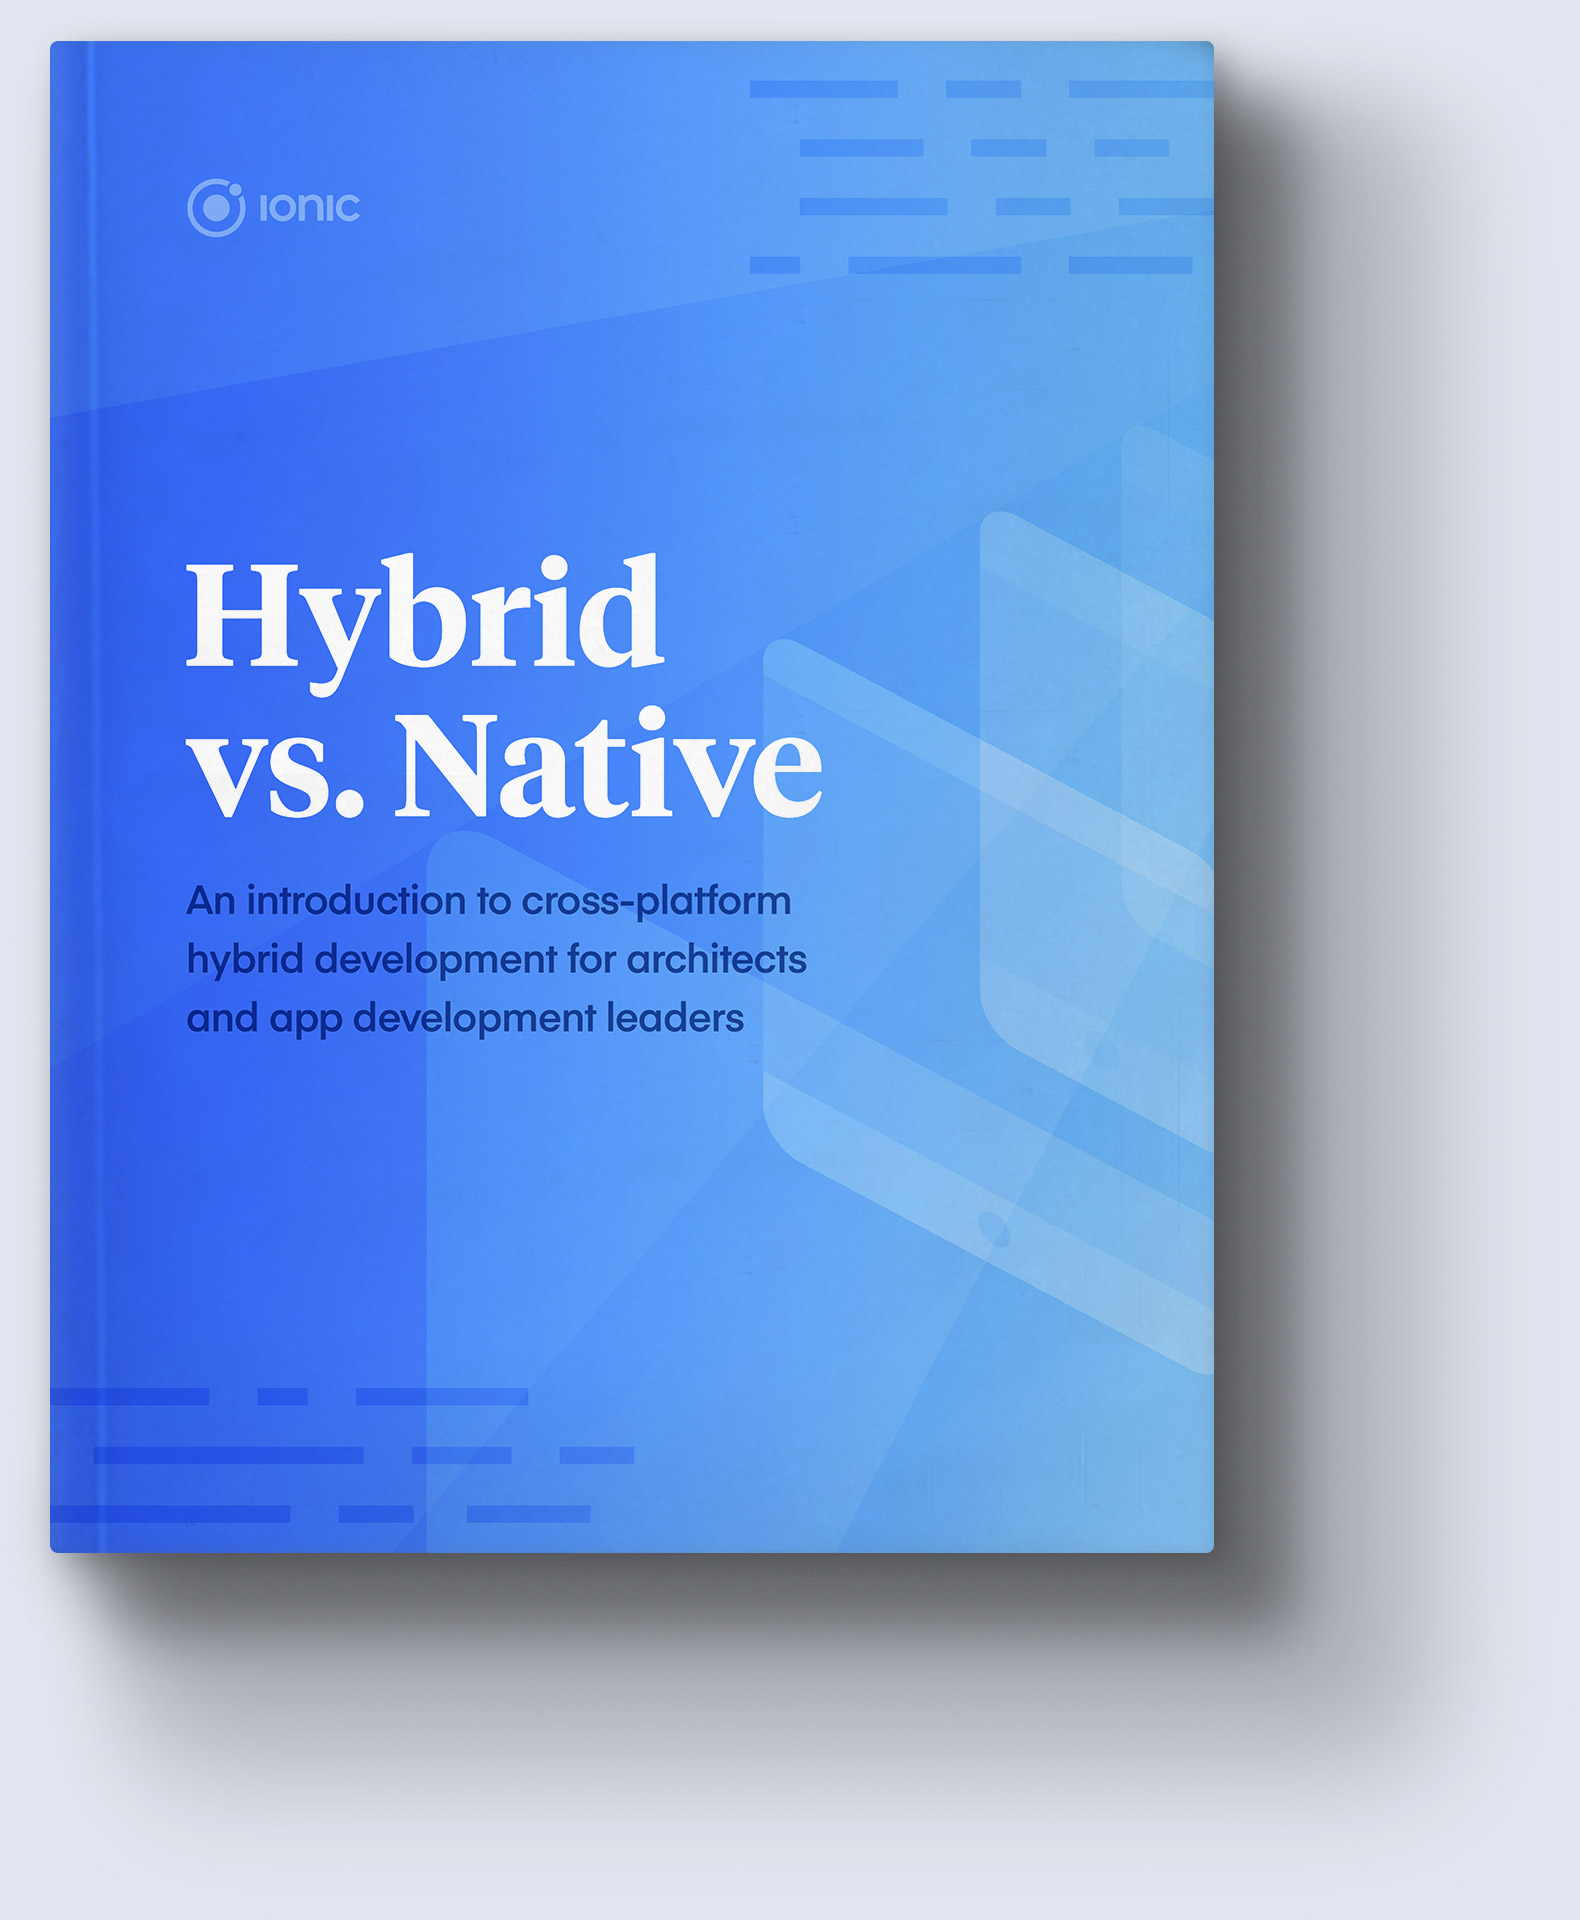 IONIC
Hybrid
vs. Native
An introduction to cross-platform
hybrid development for architects
and app development leaders